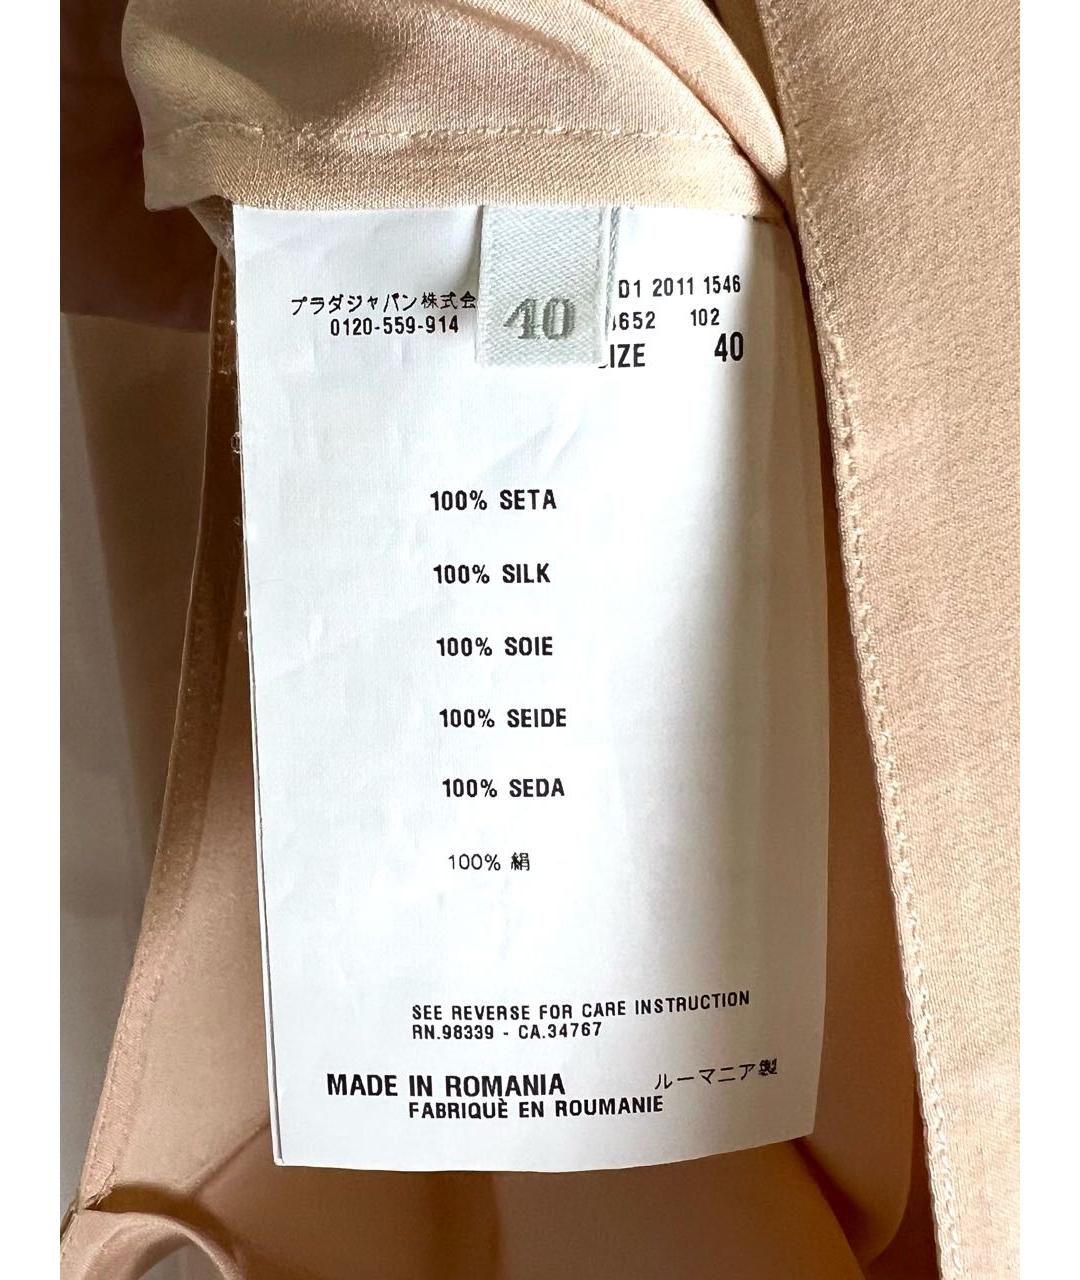 プラダジャパン株式会
0120-559-914
40
D1 2011 1546
652 102
SIZE 40
100% SETA
100% SILK
100% SOIE
100% SEIDE
100% SEDA
100% 絹
SEE REVERSE FOR CARE INSTRUCTION
RN.98339 - CA.34767
MADE IN ROMANIA ルーマニア製
FABRIQUÈ EN ROUMANIE